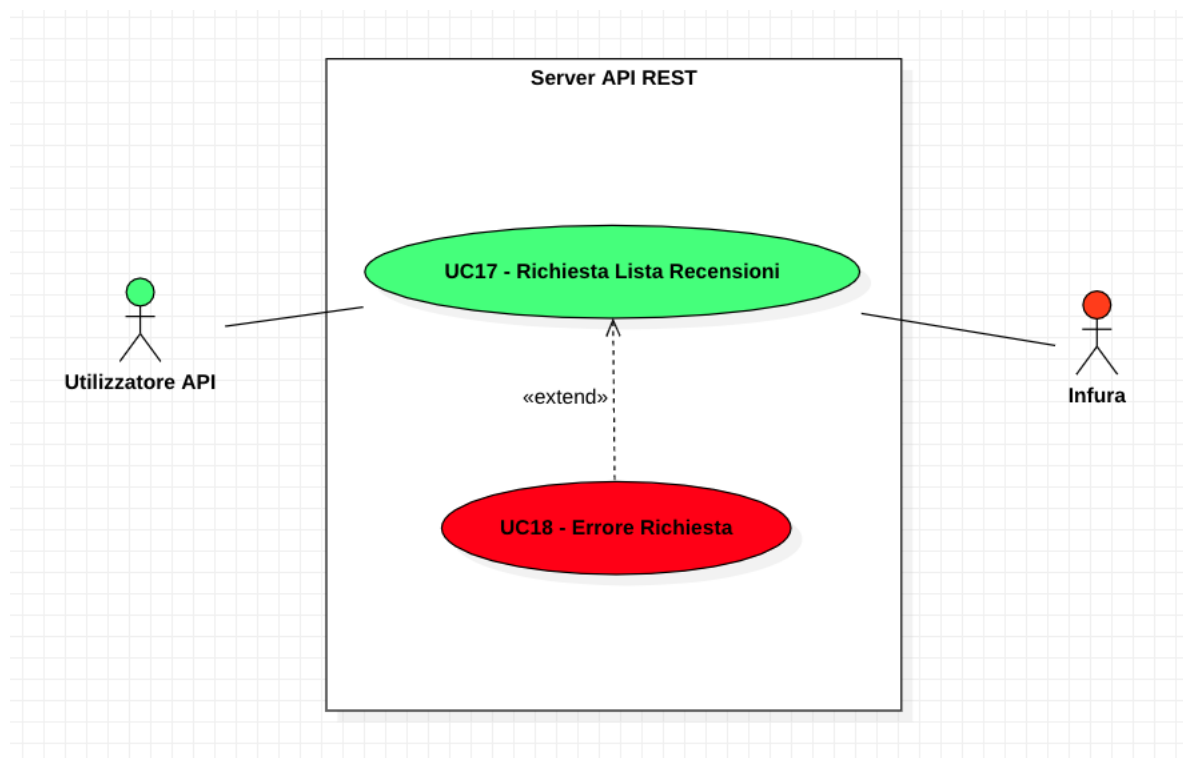 Server API REST
UC17 - Richiesta Lista Recensioni
Utilizzatore API
Infura
«extend»
UC18 - Errore Richiesta